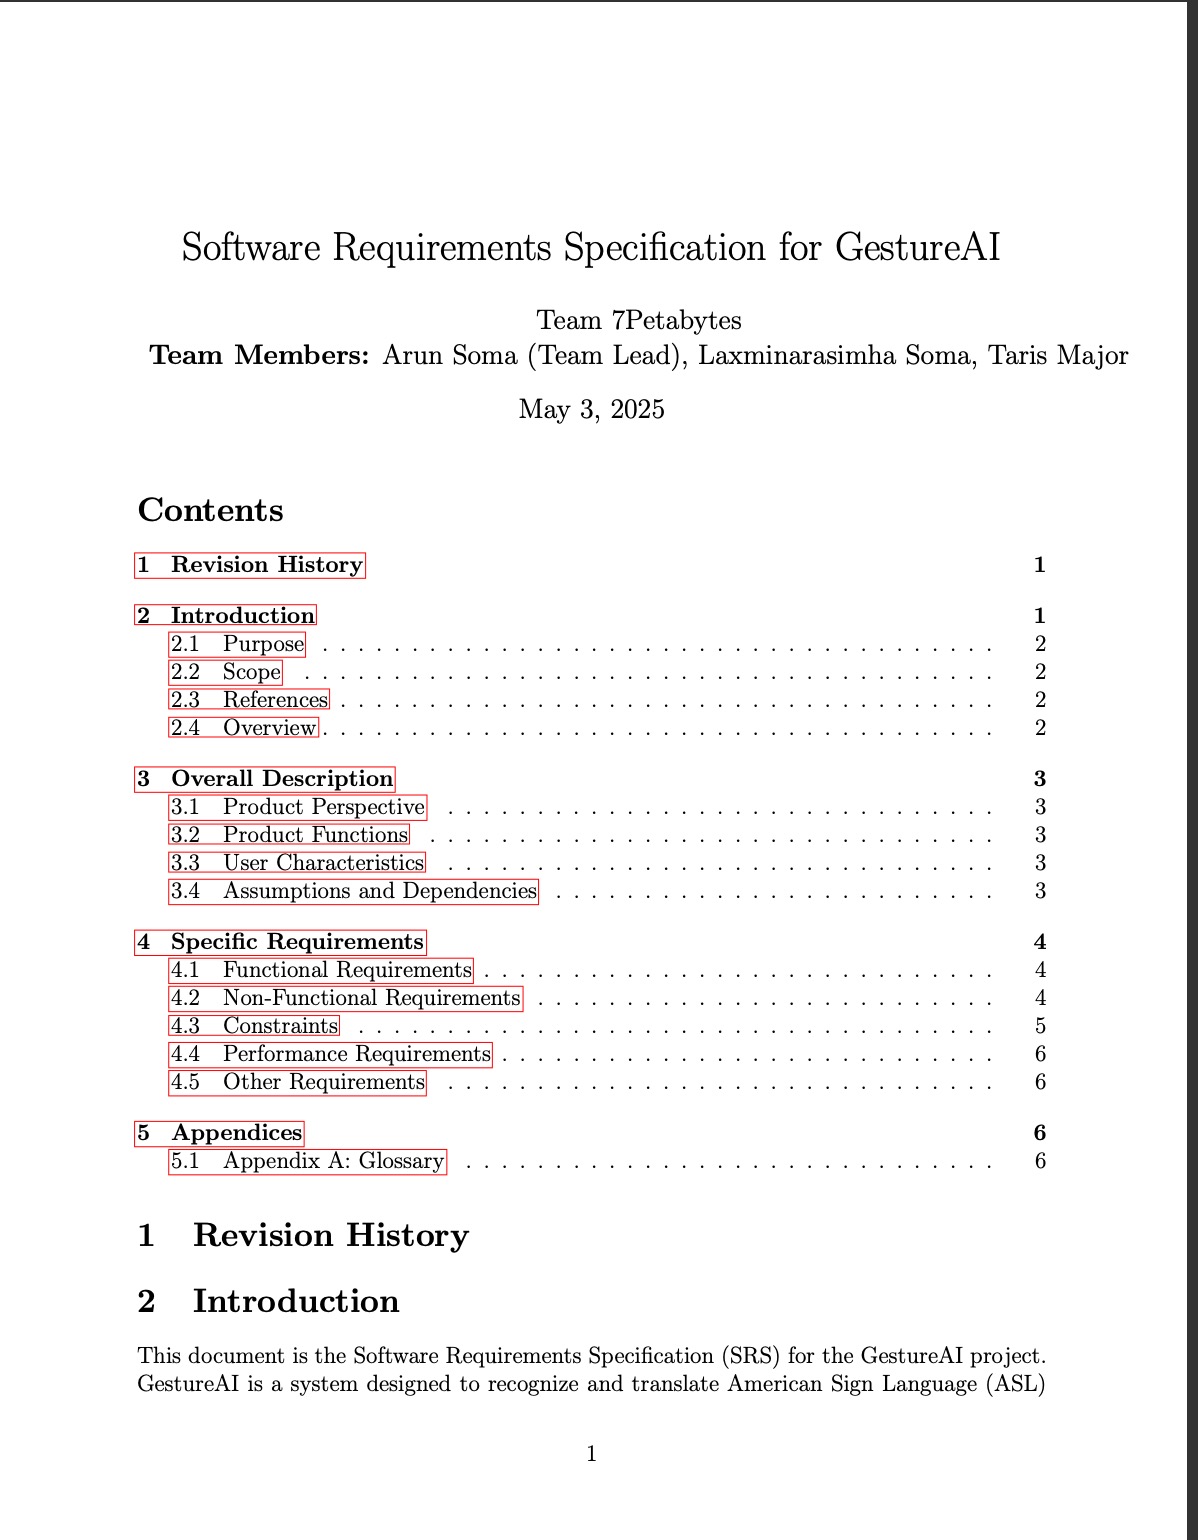 Software Requirements Specification for GestureAI
Team 7Petabytes
Team Members: Arun Soma (Team Lead), Laxminarasimha Soma, Taris Major
May 3, 2025
Contents
1 Revision History 1
2 Introduction 1
2.1 Purpose . . . . . . . . . . . . . . . . . . . . . . . . . . . . . . . . . . . . . . 2
2.2 Scope . . . . . . . . . . . . . . . . . . . . . . . . . . . . . . . . . . . . . . . 2
2.3 References . . . . . . . . . . . . . . . . . . . . . . . . . . . . . . . . . . . . . 2
2.4 Overview . . . . . . . . . . . . . . . . . . . . . . . . . . . . . . . . . . . . . . 2
3 Overall Description 3
3.1 Product Perspective . . . . . . . . . . . . . . . . . . . . . . . . . . . . . . . 3
3.2 Product Functions . . . . . . . . . . . . . . . . . . . . . . . . . . . . . . . . 3
3.3 User Characteristics . . . . . . . . . . . . . . . . . . . . . . . . . . . . . . . 3
3.4 Assumptions and Dependencies . . . . . . . . . . . . . . . . . . . . . . . . . 3
4 Specific Requirements 4
4.1 Functional Requirements . . . . . . . . . . . . . . . . . . . . . . . . . . . . . 4
4.2 Non-Functional Requirements . . . . . . . . . . . . . . . . . . . . . . . . . . 4
4.3 Constraints . . . . . . . . . . . . . . . . . . . . . . . . . . . . . . . . . . . . 5
4.4 Performance Requirements . . . . . . . . . . . . . . . . . . . . . . . . . . . . 6
4.5 Other Requirements . . . . . . . . . . . . . . . . . . . . . . . . . . . . . . . 6
5 Appendices 6
5.1 Appendix A: Glossary . . . . . . . . . . . . . . . . . . . . . . . . . . . . . . 6
1 Revision History
2 Introduction
This document is the Software Requirements Specification (SRS) for the GestureAI project.
GestureAI is a system designed to recognize and translate American Sign Language (ASL)
1